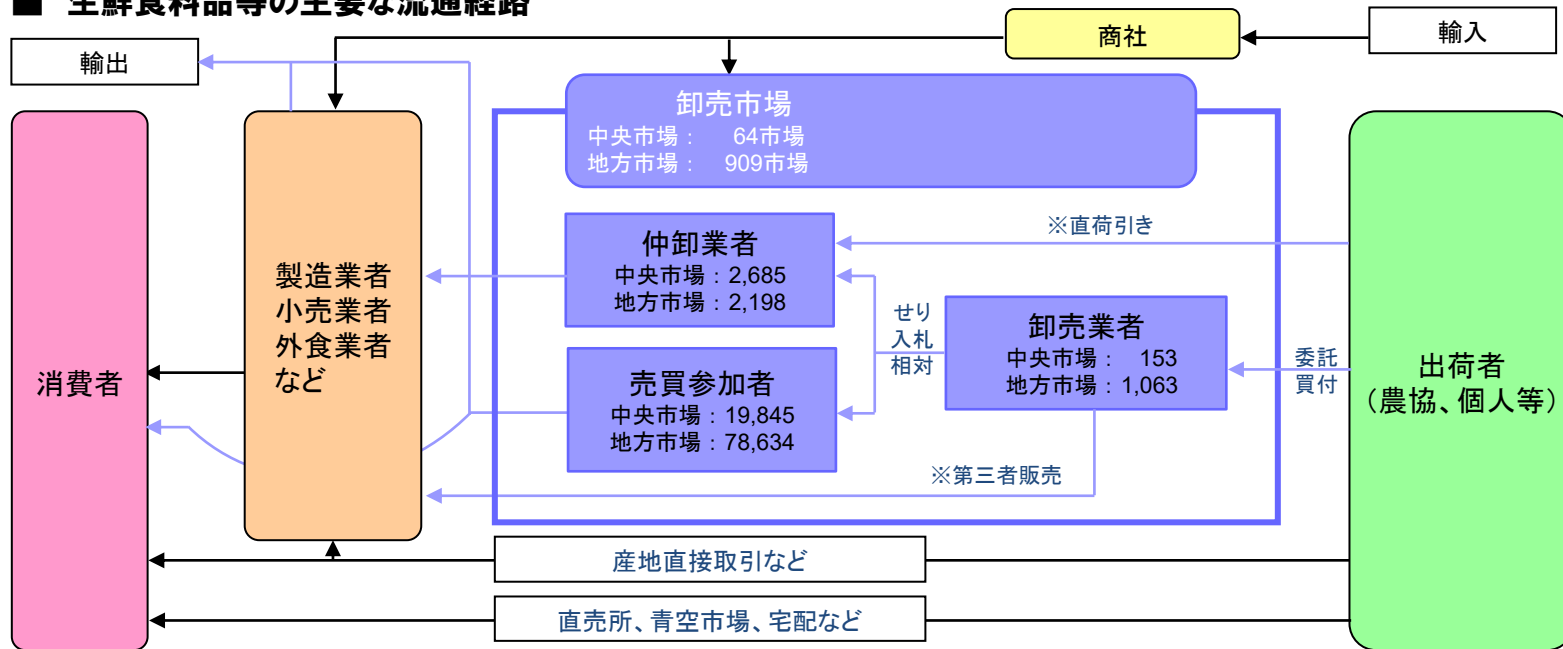 ■ 生鮮食料品等の主要な流通経路
商社
輸入
輸出
卸売市場
中央市場： 64市場
地方市場： 909市場
仲卸業者
中央市場：2,685
地方市場：2,198
※直荷引き
製造業者
小売業者
外食業者
など
せり
入札
相対
卸売業者
中央市場： 153
地方市場：1,063
委託
買付
出荷者
（農協、個人等）
消費者
売買参加者
中央市場：19,845
地方市場：78,634
※第三者販売
産地直接取引など
直売所、青空市場、宅配など